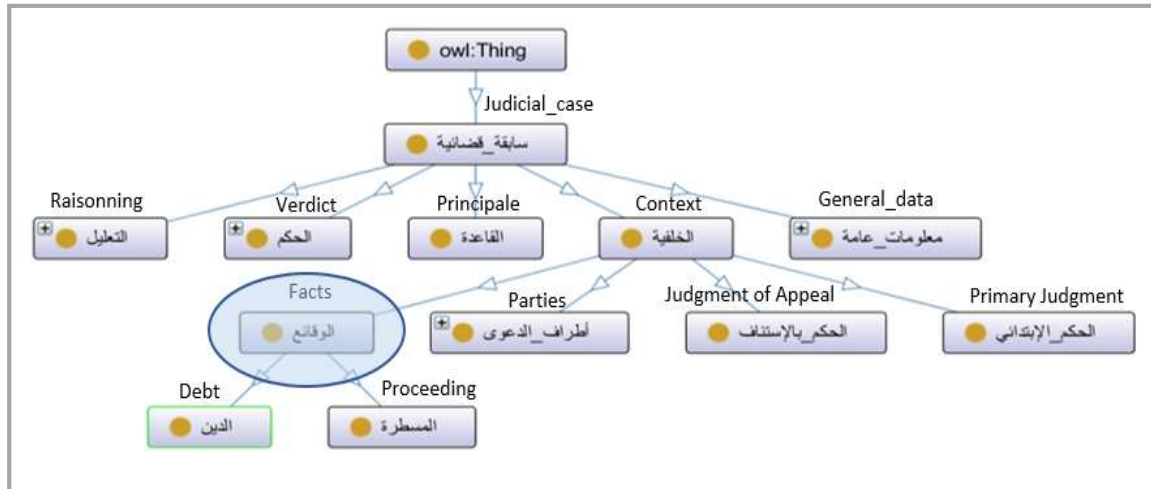 owl:Thing
Judicial_case
سابقة_قضائية
Raisonning
Verdict
Principale
Context
General_data
التعليل
الحكم
القاعدة
الخلفية
معلومات_عامة
Facts
Parties
Judgment of Appeal
Primary Judgment
الوقائع
أطراف_الدعوى
الحكم_بالإستئناف
الحكم_الإبتدائي
Debt
Proceeding
الدين
المسطرة